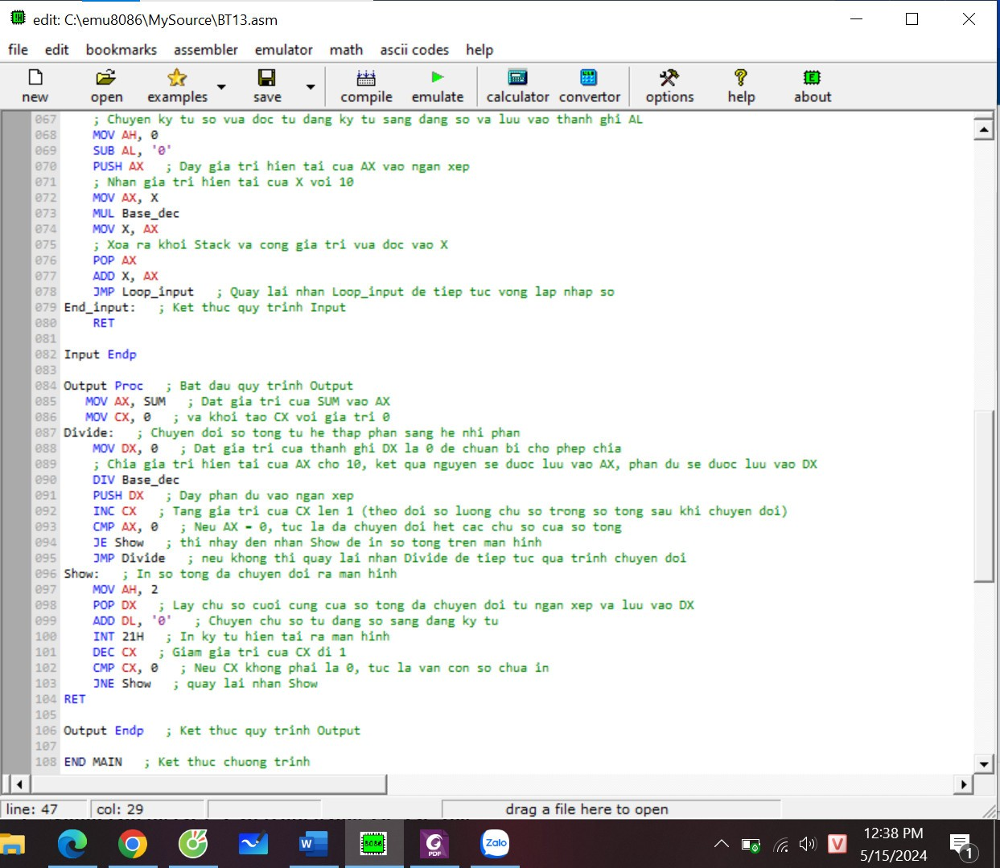 edit: C:\emu8086\MySource\BT13.asm
file edit bookmarks assembler emulator math ascii codes help
new open examples save compile emulate calculator convertor options help about
067 ; Chuyen ky tu so vua doc tu dang ky tu sang dang so va luu vao thanh ghi AL
068 MOV AH, 0
069 SUB AL, '0'
070 PUSH AX ; Day gia tri hien tai cua AX vao ngan xep
071 ; Nhan gia tri hien tai cua X voi 10
072 MOV AX, X
073 MUL Base_dec
074 MOV X, AX
075 ; Xoa ra khoi Stack va cong gia tri vua doc vao X
076 POP AX
077 ADD X, AX
078 JMP Loop_input ; Quay lai nhan Loop_input de tiep tuc vong lap nhap so
079 End_input: ; Ket thuc quy trinh Input
080 RET
081
082 Input Endp
083
084 Output Proc ; Bat dau quy trinh Output
085 MOV AX, SUM ; Dat gia tri cua SUM vao AX
086 MOV CX, 0 ; va khoi tao CX voi gia tri 0
087 Divide: ; Chuyen doi so tong tu he thap phan sang he nhi phan
088 MOV DX, 0 ; Dat gia tri cua thanh ghi DX la 0 de chuan bi cho phep chia
089 ; Chia gia tri hien tai cua AX cho 10, ket qua nguyen se duoc luu vao AX, phan du se duoc luu vao DX
090 DIV Base_dec
091 PUSH DX ; Day phan du vao ngan xep
092 INC CX ; Tang gia tri cua CX len 1 (theo doi so luong chu so trong so tong sau khi chuyen doi)
093 CMP AX, 0 ; Neu AX = 0, tuc la da chuyen doi het cac chu so cua so tong
094 JE Show ; thi nhay den nhan Show de in so tong tren man hinh
095 JMP Divide ; neu khong thi quay lai nhan Divide de tiep tuc qua trinh chuyen doi
096 Show: ; In so tong da chuyen doi ra man hinh
097 MOV AH, 2
098 POP DX ; Lay chu so cuoi cung cua so tong da chuyen doi tu ngan xep va luu vao DX
099 ADD DL, '0' ; Chuyen chu so tu dang so sang dang ky tu
100 INT 21H ; In ky tu hien tai ra man hinh
101 DEC CX ; Giam gia tri cua CX di 1
102 CMP CX, 0 ; Neu CX khong phai la 0, tuc la van con so chua in
103 JNE Show ; quay lai nhan Show
104 RET
105
106 Output Endp ; Ket thuc quy trinh Output
107
108 END MAIN ; Ket thuc chuong trinh
line: 47 col: 29 drag a file here to open
8086
PDF
Zalo
V
12:38 PM
5/15/2024
1